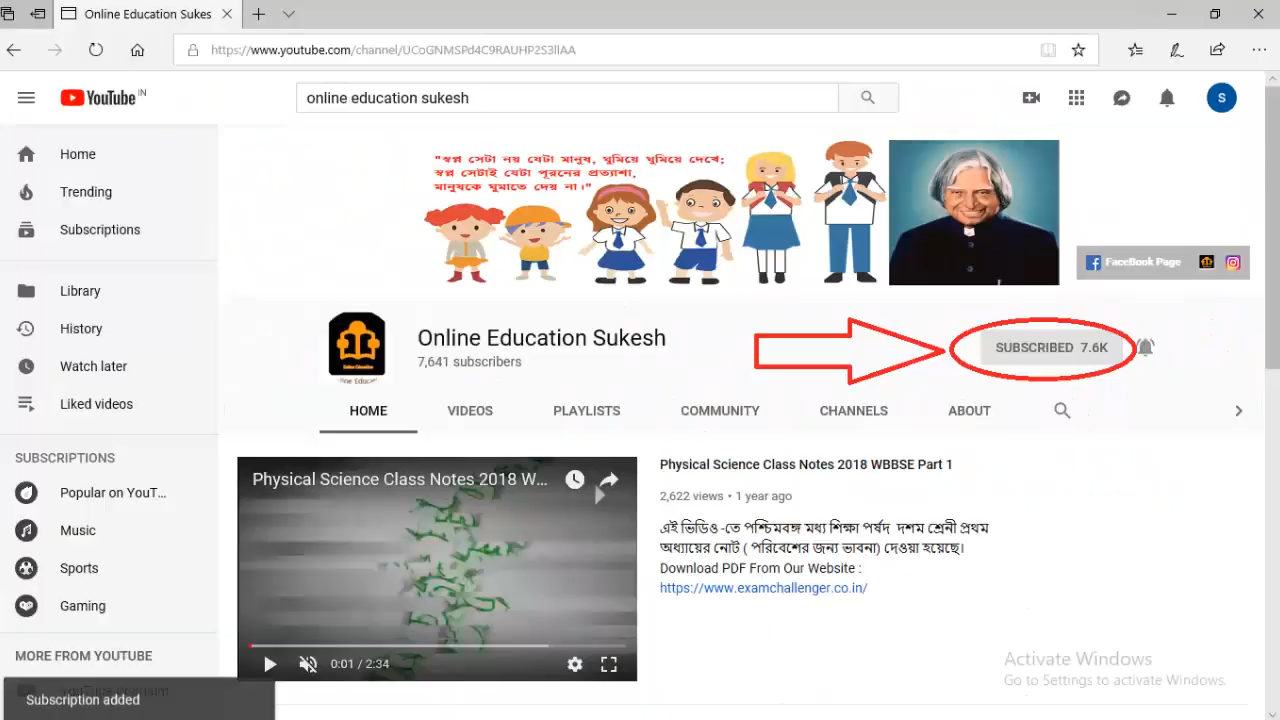 Online Education Sukes
https://www.youtube.com/channel/UCoGNMSPd4C9RAUHP2S3llAA
YouTube IN
online education sukesh
S
Home
Trending
Subscriptions
Library
History
Watch later
Liked videos
SUBSCRIPTIONS
Popular on YouT...
Music
Sports
Gaming
MORE FROM YOUTUBE
Subscription added
"স্বপ্ন সেটা নয় যেটা মানুষ, ঘুমিয়ে ঘুমিয়ে দেখে;
স্বপ্ন সেটাই যেটা পূরনের প্রত্যাশা,
মানুষকে ঘুমাতে দেয় না।"
FaceBook Page
Online Education Sukesh
7,641 subscribers
SUBSCRIBED 7.6K
HOME VIDEOS PLAYLISTS COMMUNITY CHANNELS ABOUT
Physical Science Class Notes 2018 W...
0:01 / 2:34
Physical Science Class Notes 2018 WBBSE Part 1
2,622 views • 1 year ago
এই ভিডিও -তে পশ্চিমবঙ্গ মধ্য শিক্ষা পর্ষদ দশম শ্রেনী প্রথম
অধ্যায়ের নোট ( পরিবেশের জন্য ভাবনা) দেওয়া হয়েছে।
Download PDF From Our Website :
https://www.examchallenger.co.in/
Activate Windows
Go to Settings to activate Windows.